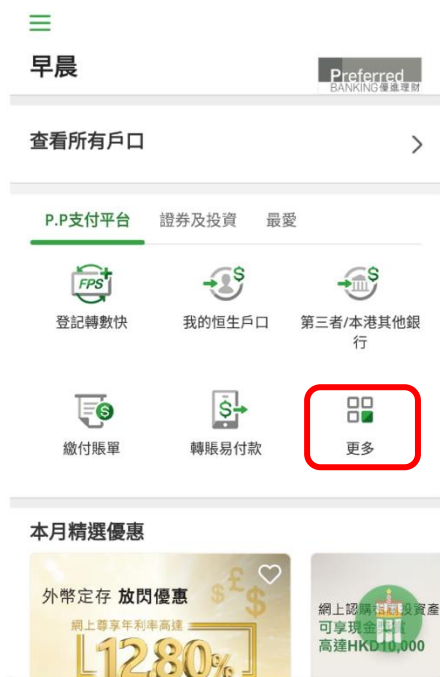 早晨
Preferred
BANKING優進理財
查看所有戶口
P.P支付平台 證券及投資 最愛
FPS
登記轉數快 我的恒生戶口 第三者/本港其他銀
行
繳付賬單 轉賬易付款 更多
本月精選優惠
外幣定存 放閃優惠
網上尊享年利率高達
12.80%
網上認購
投資產
可享現金
高達HKD10,000